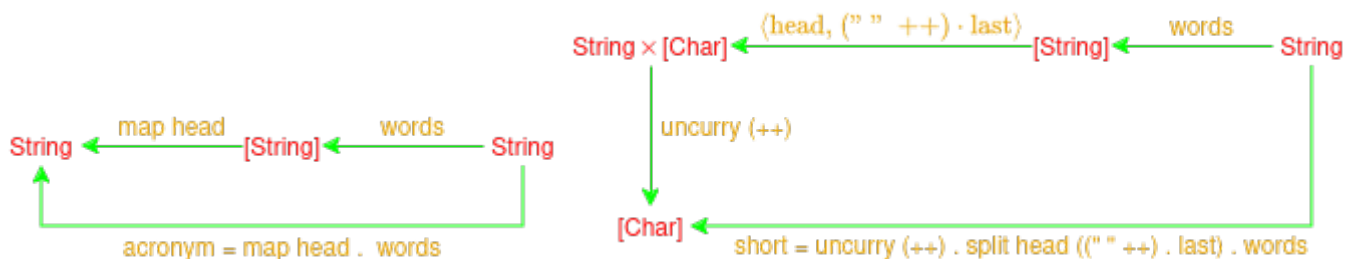 map head
words
String
[String]
String
acronym = map head . words
⟨head, (” ” ++) · last⟩
words
String × [Char]
[String]
String
uncurry (++)
[Char]
short = uncurry (++) . split head ((" " ++) . last) . words